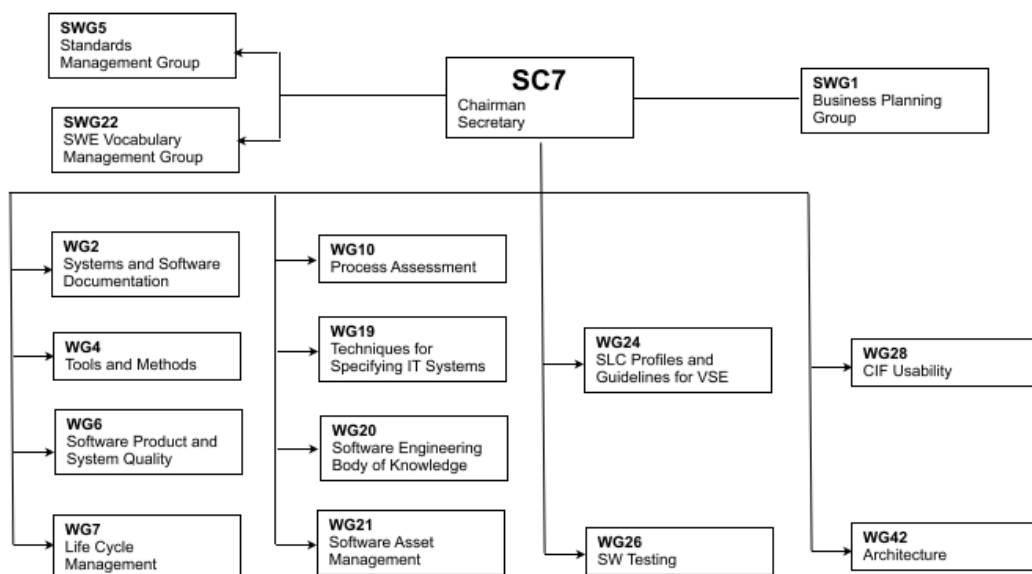 SWG5
Standards
Management Group
SC7
Chairman
Secretary
SWG1
Business Planning
Group
SWG22
SWE Vocabulary
Management Group
WG2
Systems and Software
Documentation
WG10
Process Assessment
WG4
Tools and Methods
WG19
Techniques for
Specifying IT Systems
WG24
SLC Profiles and
Guidelines for VSE
WG28
CIF Usability
WG6
Software Product and
System Quality
WG20
Software Engineering
Body of Knowledge
WG7
Life Cycle
Management
WG21
Software Asset
Management
WG26
SW Testing
WG42
Architecture